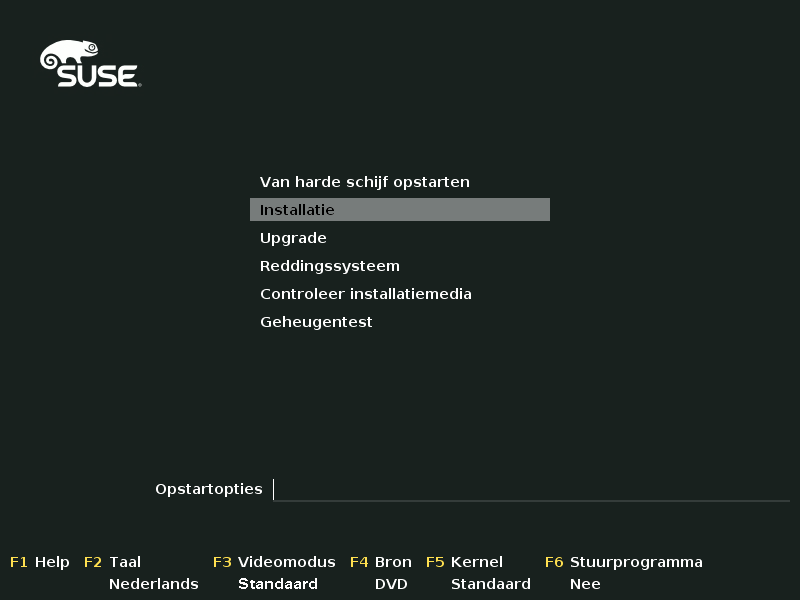 SUSE
Van harde schijf opstarten
Installatie
Upgrade
Reddingssysteem
Controleer installatiemedia
Geheugentest
Opstartopties
F1 Help F2 Taal F3 Videomodus F4 Bron F5 Kernel F6 Stuurprogramma
Nederlands Standaard DVD Standaard Nee